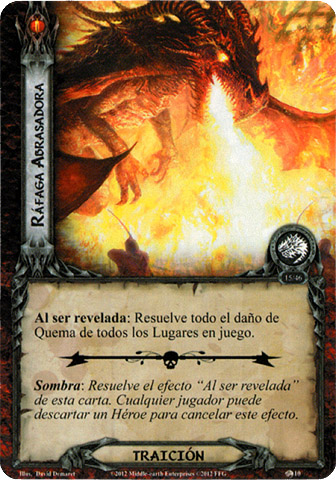 Ráfaga Abrasadora
15/46
Al ser revelada: Resuelve todo el daño de
Quema de todos los Lugares en juego.
Sombra: Resuelve el efecto “Al ser revelada”
de esta carta. Cualquier jugador puede
descartar un Héroe para cancelar este efecto.
TRAICIÓN
Illus. David Demaret
©2012 Middle-earth Enterprises ©2012 FFG
18